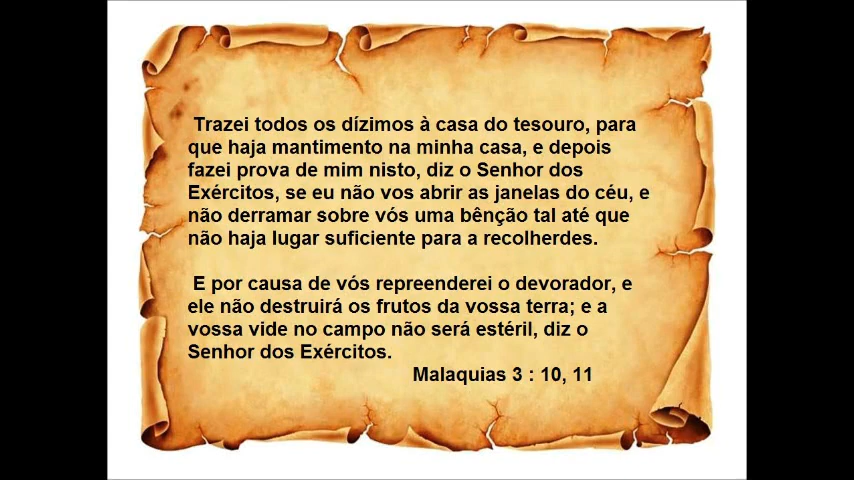 Trazei todos os dízimos à casa do tesouro, para
que haja mantimento na minha casa, e depois
fazei prova de mim nisto, diz o Senhor dos
Exércitos, se eu não vos abrir as janelas do céu, e
não derramar sobre vós uma bênção tal até que
não haja lugar suficiente para a recolherdes.
E por causa de vós repreenderei o devorador, e
ele não destruirá os frutos da vossa terra; e a
vossa vide no campo não será estéril, diz o
Senhor dos Exércitos.
Malaquias 3 : 10, 11